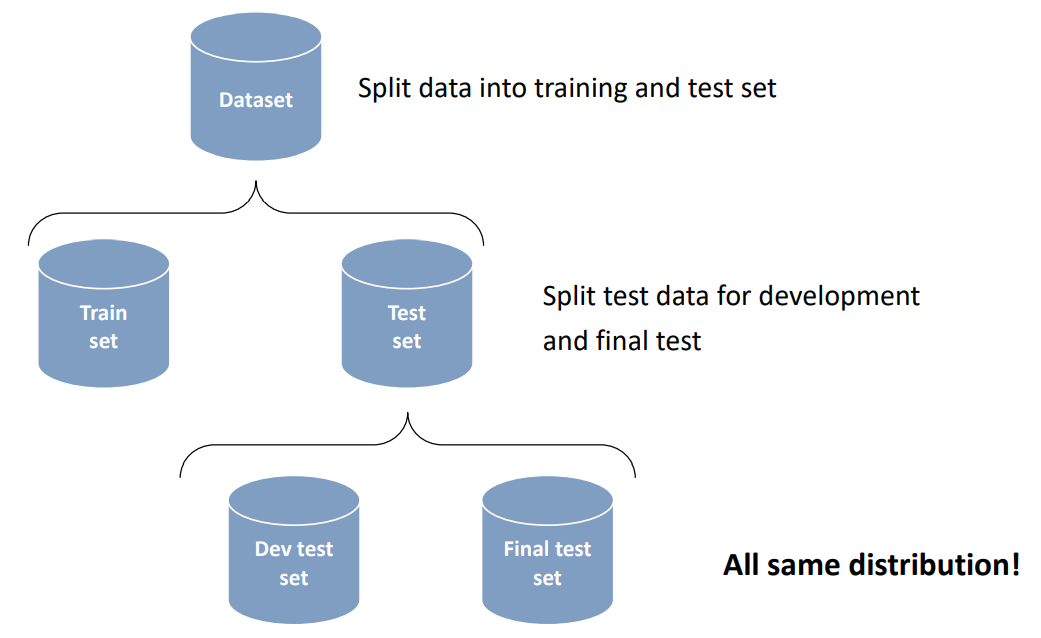 Dataset
Split data into training and test set
Train
set
Test
set
Split test data for development
and final test
Dev test
set
Final test
set
All same distribution!